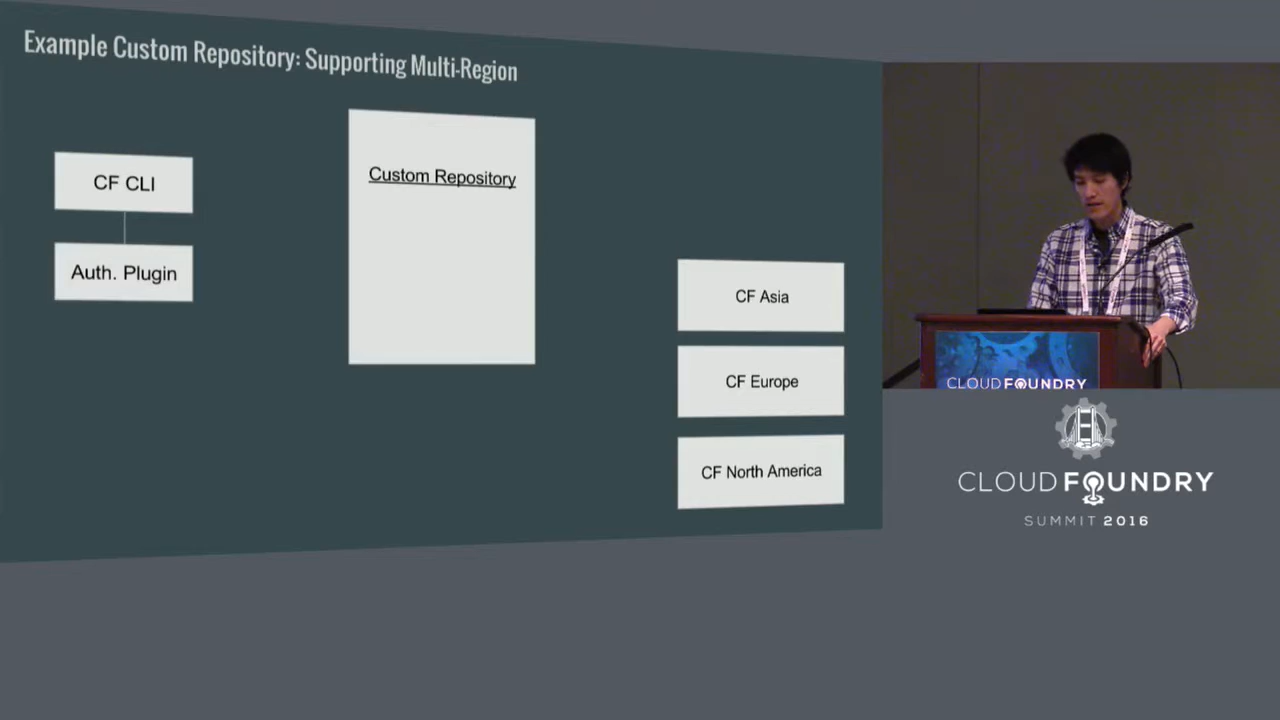 Example Custom Repository: Supporting Multi-Region
CF CLI
Auth. Plugin
Custom Repository
CF Asia
CF Europe
CF North America
CLOUD FOUNDRY
CLOUD FOUNDRY
SUMMIT 2016